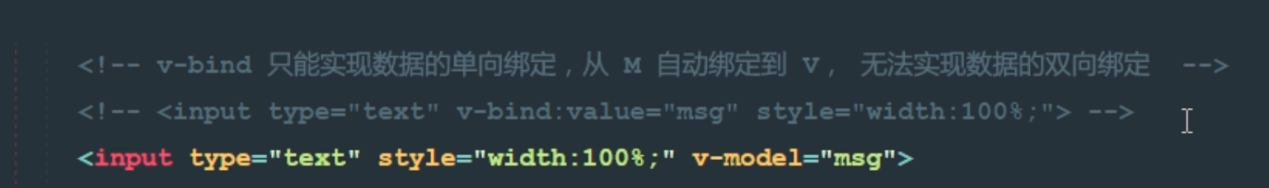 <!-- v-bind 只能实现数据的单向绑定，从 M 自动绑定到 V， 无法实现数据的双向绑定  -->
<!-- <input type="text" v-bind:value="msg" style="width:100%;"> -->
<input type="text" style="width:100%;" v-model="msg">